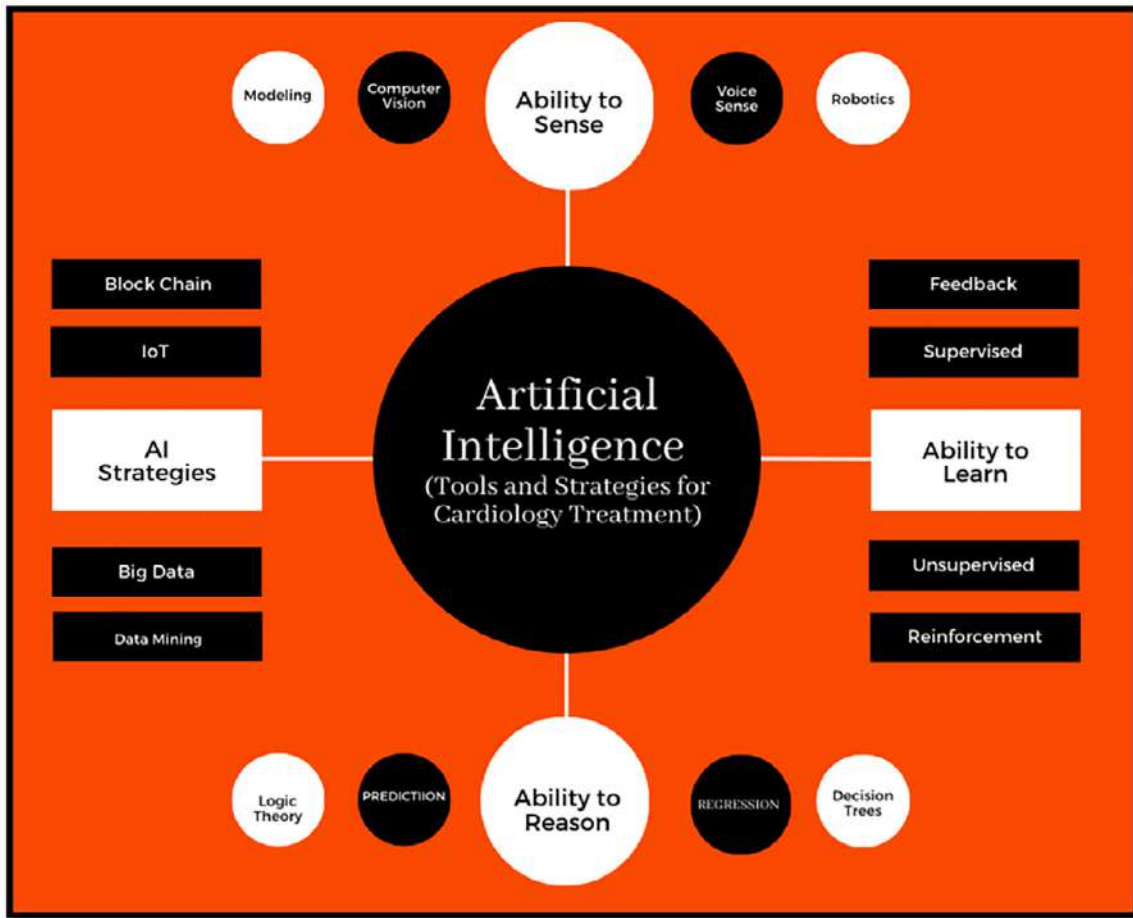 Modeling
Computer
Vision
Ability to
Sense
Voice
Sense
Robotics
Block Chain
IoT
AI
Strategies
Big Data
Data Mining
Artificial
Intelligence
(Tools and Strategies for
Cardiology Treatment)
Feedback
Supervised
Ability to
Learn
Unsupervised
Reinforcement
Logic
Theory
PREDICTIION
Ability to
Reason
REGRESSION
Decision
Trees